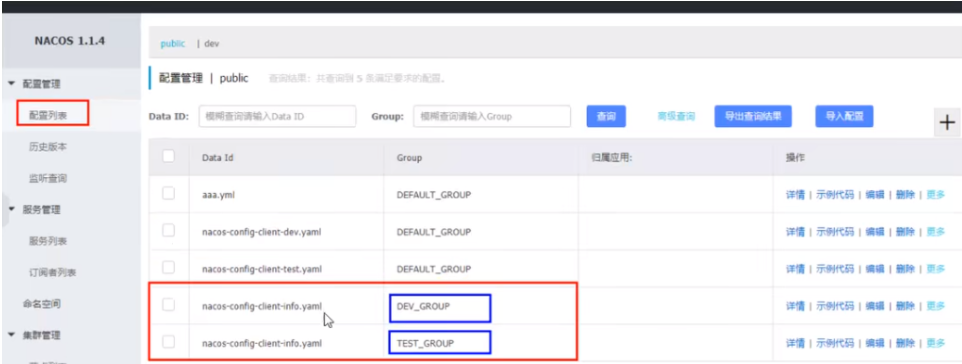 NACOS 1.1.4
public | dev
配置管理
配置管理 | public 查询结果：共查询到 5 条满足要求的配置。
配置列表
Data ID: 模糊查询请输入Data ID Group: 模糊查询请输入Group 查询 高级查询 导出查询结果 导入配置 +
历史版本
Data Id Group 归属应用: 操作
监听查询
aaa.yml DEFAULT_GROUP 详情 | 示例代码 | 编辑 | 删除 | 更多
服务管理
nacos-config-client-dev.yaml DEFAULT_GROUP 详情 | 示例代码 | 编辑 | 删除 | 更多
服务列表
nacos-config-client-test.yaml DEFAULT_GROUP 详情 | 示例代码 | 编辑 | 删除 | 更多
订阅者列表
命名空间
nacos-config-client-info.yaml DEV_GROUP 详情 | 示例代码 | 编辑 | 删除 | 更多
集群管理
nacos-config-client-info.yaml TEST_GROUP 详情 | 示例代码 | 编辑 | 删除 | 更多